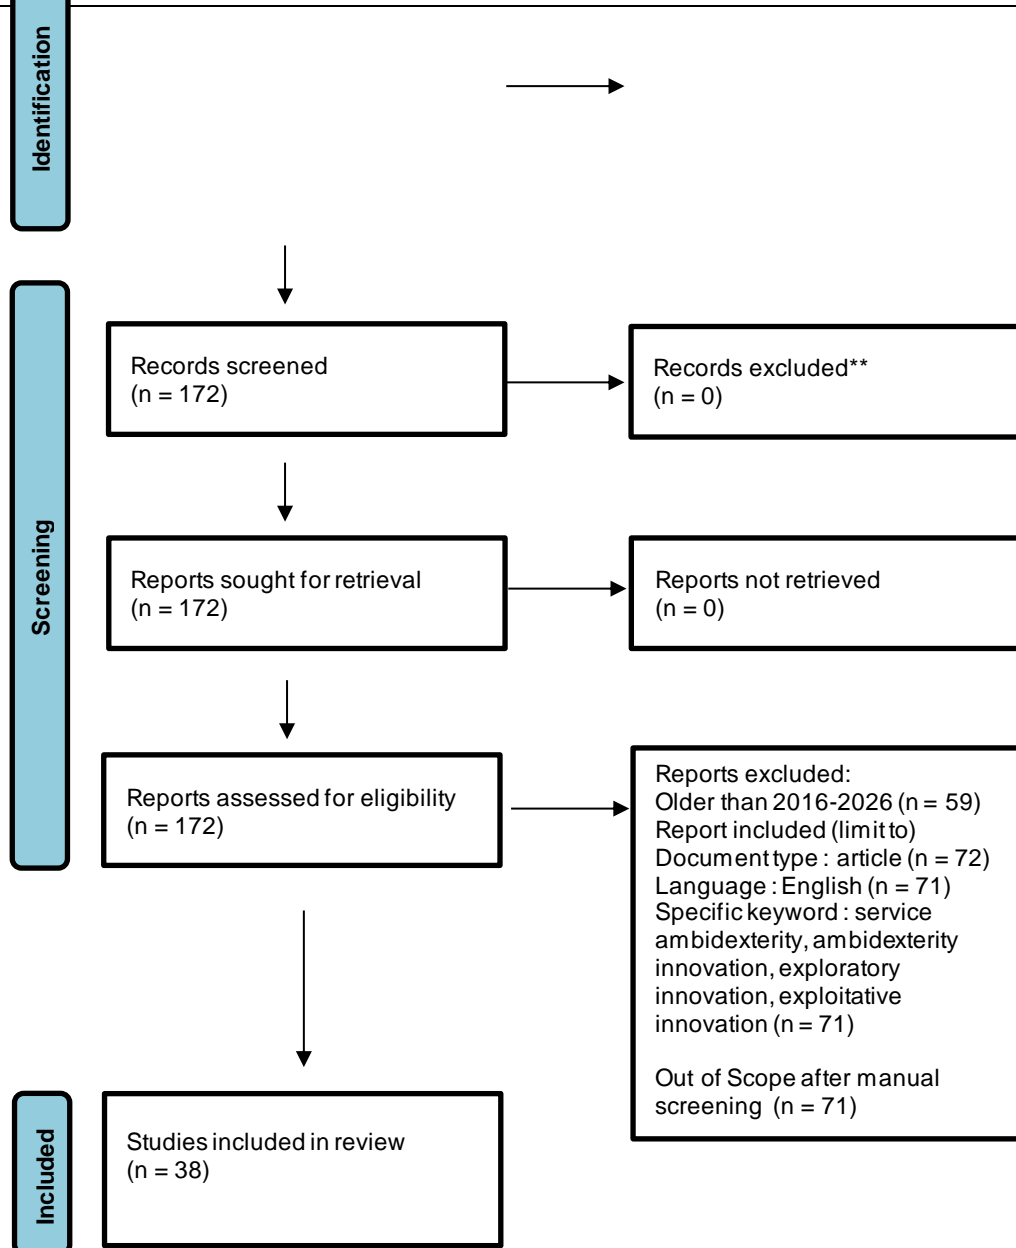 Identification
Screening
Included
Records screened
(n = 172)
Records excluded**
(n = 0)
Reports sought for retrieval
(n = 172)
Reports not retrieved
(n = 0)
Reports assessed for eligibility
(n = 172)
Reports excluded:
Older than 2016-2026 (n = 59)
Report included (limit to)
Document type : article (n = 72)
Language : English (n = 71)
Specific keyword : service
ambidexterity, ambidexterity
innovation, exploratory
innovation, exploitative
innovation (n = 71)
Out of Scope after manual
screening (n = 71)
Studies included in review
(n = 38)